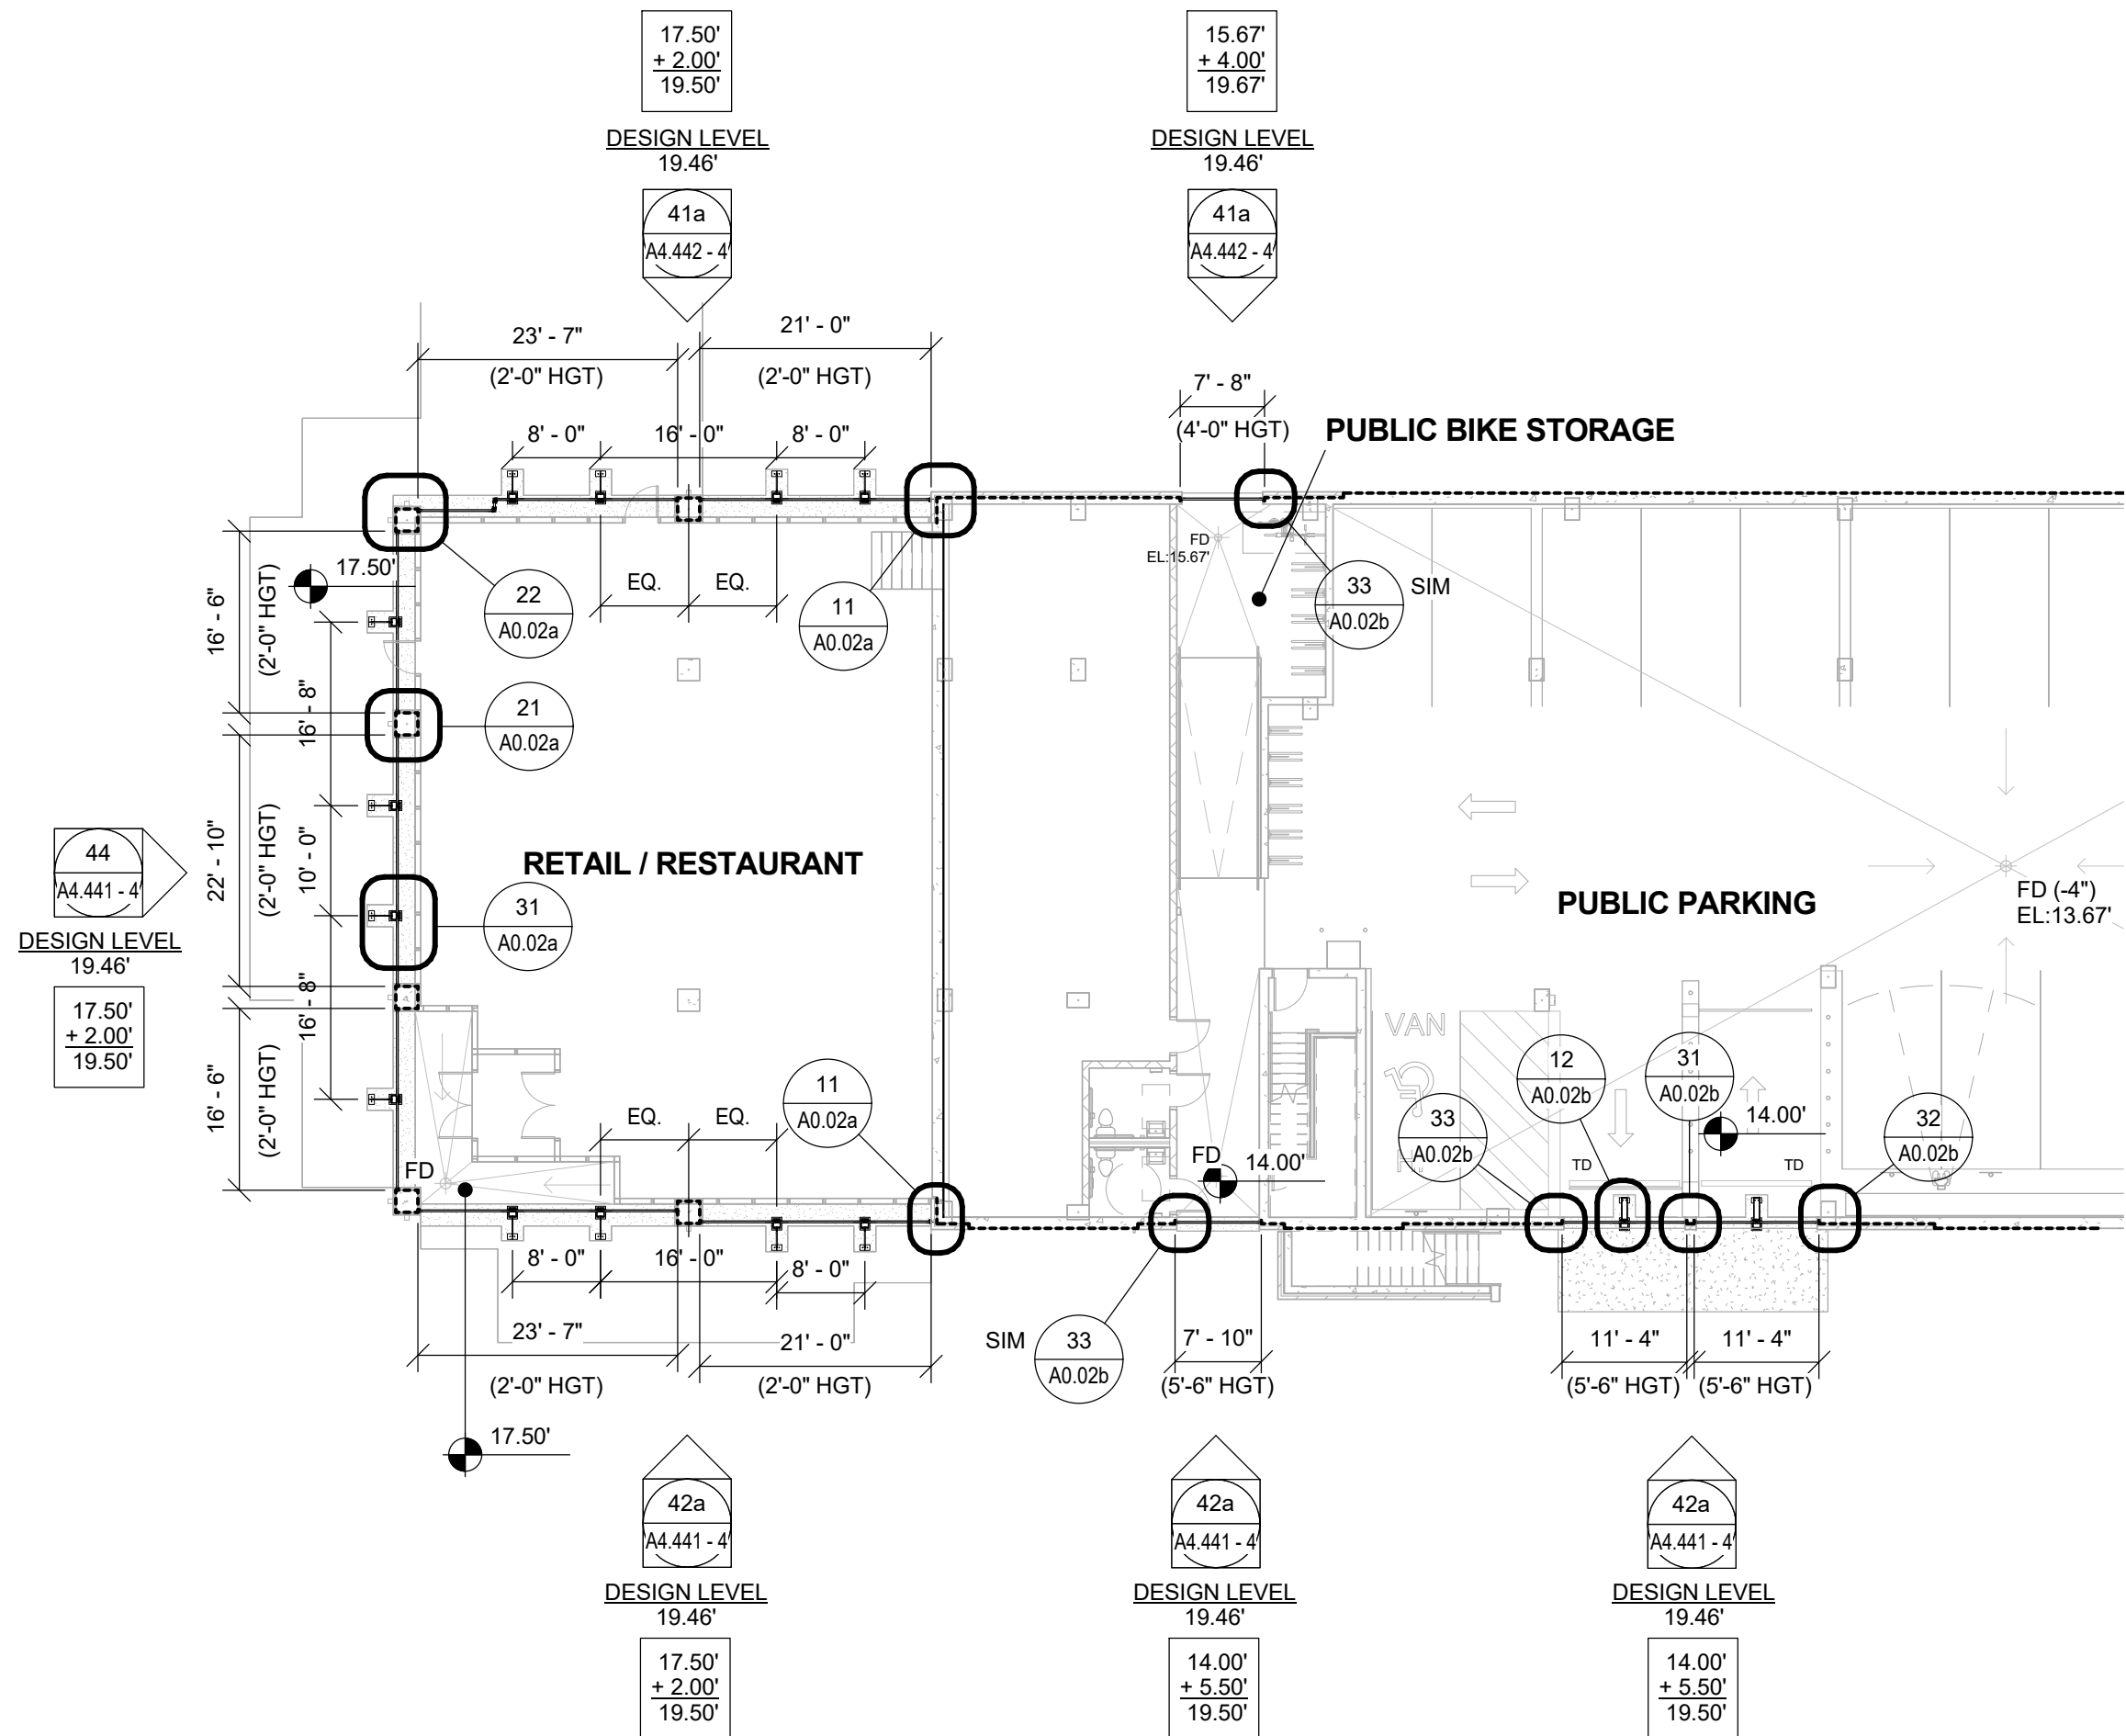 17.50'
+ 2.00'
19.50'
DESIGN LEVEL
19.46'
41a
A4.442 - 4'
15.67'
+ 4.00'
19.67'
DESIGN LEVEL
19.46'
41a
A4.442 - 4'
23' - 7"
(2'-0" HGT)
21' - 0"
(2'-0" HGT)
7' - 8"
(4'-0" HGT)
PUBLIC BIKE STORAGE
8' - 0"
16' - 0"
8' - 0"
17.50'
16' - 6"
(2'-0" HGT)
22
A0.02a
EQ.
EQ.
11
A0.02a
FD
EL:15.67'
33
A0.02b
SIM
16' - 8"
21
A0.02a
44
A4.441 - 4'
DESIGN LEVEL
19.46'
17.50'
+ 2.00'
19.50'
22' - 10"
(2'-0" HGT)
10' - 0"
RETAIL / RESTAURANT
31
A0.02a
PUBLIC PARKING
FD (-4")
EL:13.67'
16' - 8"
16' - 6"
(2'-0" HGT)
VAN
12
A0.02b
31
A0.02b
14.00'
33
A0.02b
32
A0.02b
TD
TD
EQ.
EQ.
11
A0.02a
FD
FD
14.00'
8' - 0"
16' - 0"
8' - 0"
23' - 7"
(2'-0" HGT)
21' - 0"
(2'-0" HGT)
SIM
33
A0.02b
7' - 10"
(5'-6" HGT)
11' - 4"
11' - 4"
(5'-6" HGT)
(5'-6" HGT)
17.50'
42a
A4.441 - 4'
DESIGN LEVEL
19.46'
17.50'
+ 2.00'
19.50'
42a
A4.441 - 4'
DESIGN LEVEL
19.46'
14.00'
+ 5.50'
19.50'
42a
A4.441 - 4'
DESIGN LEVEL
19.46'
14.00'
+ 5.50'
19.50'